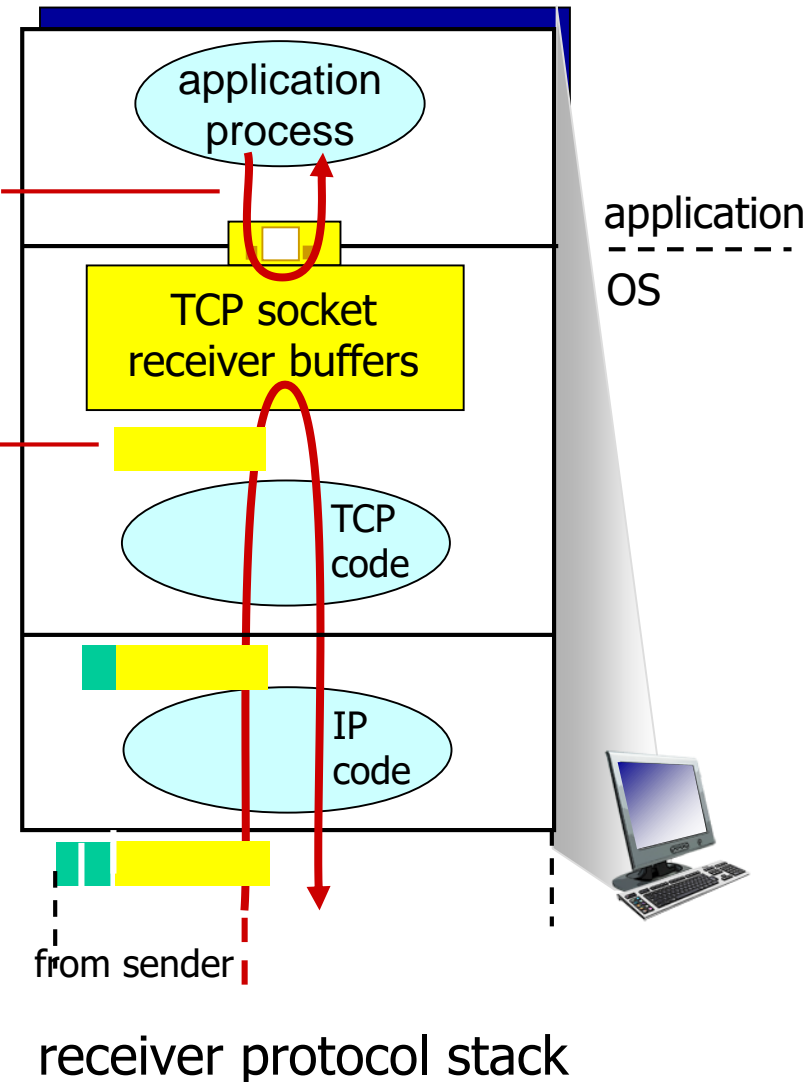 application
process
application
OS
TCP socket
receiver buffers
TCP
code
IP
code
from sender
receiver protocol stack